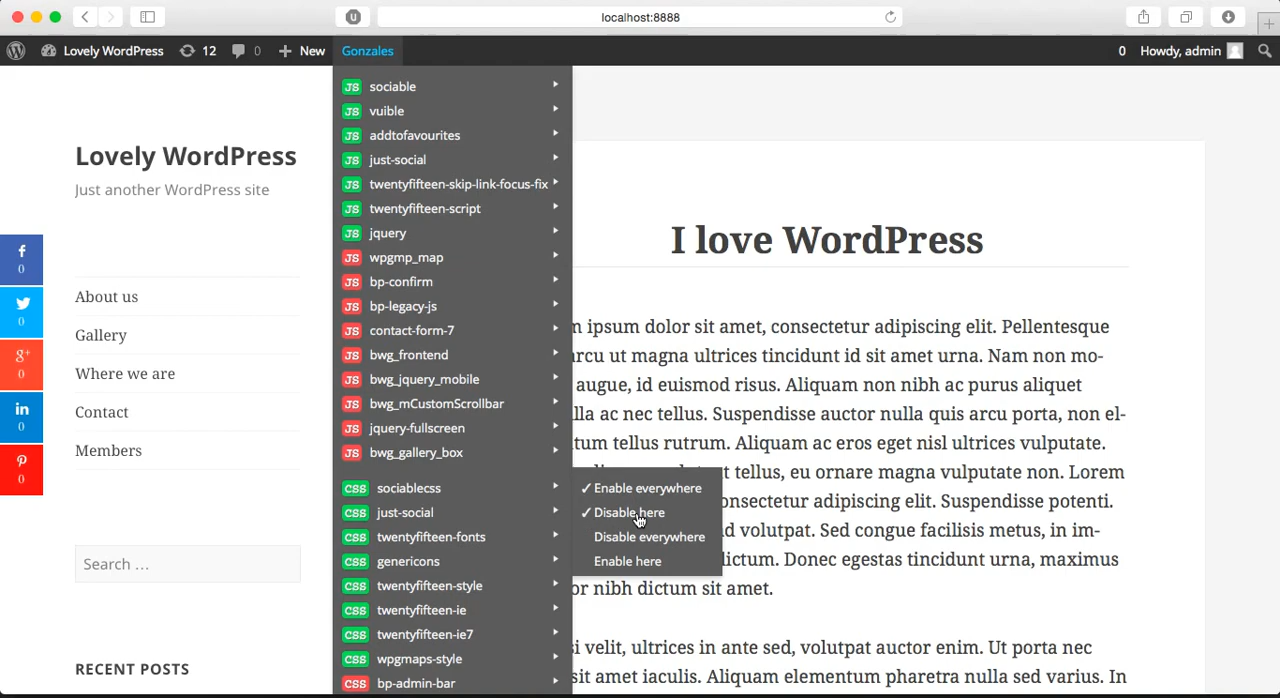 localhost:8888
Lovely WordPress 12 0 New Gonzales 0 Howdy, admin
Lovely WordPress
Just another WordPress site
f
0
0
g+
0
in
0
0
About us
Gallery
Where we are
Contact
Members
Search …
RECENT POSTS
JS sociable
JS vuible
JS addtofavourites
JS just-social
JS twentyfifteen-skip-link-focus-fix
JS twentyfifteen-script
JS jquery
JS wpgmp_map
JS bp-confirm
JS bp-legacy-js
JS contact-form-7
JS bwg_frontend
JS bwg_jquery_mobile
JS bwg_mCustomScrollbar
JS jquery-fullscreen
JS bwg_gallery_box
CSS sociablecss
CSS just-social
CSS twentyfifteen-fonts
CSS genericons
CSS twentyfifteen-style
CSS twentyfifteen-ie
CSS twentyfifteen-ie7
CSS wpgmaps-style
CSS bp-admin-bar
✓ Enable everywhere
✓ Disable here
Disable everywhere
Enable here
I love WordPress
ipsum dolor sit amet, consectetur adipiscing elit. Pellentesque
arcu ut magna ultrices tincidunt id sit amet urna. Nam non mo-
augue, id euismod risus. Aliquam non nibh ac purus aliquet
ac nec tellus. Suspendisse auctor nulla quis arcu porta, non el-
tellus rutrum. Aliquam ac eros eget nisl ultrices vulputate.
tellus, eu ornare magna vulputate non. Lorem
consectetur adipiscing elit. Suspendisse potenti.
volutpat. Sed congue facilisis metus, in im-
dictum. Donec egestas tincidunt urna, maximus
or nibh dictum sit amet.
velit, ultrices in ante sed, volutpat auctor enim. Ut porta nec
sit amet iaculis. Aliquam elementum pharetra nulla sed varius. In